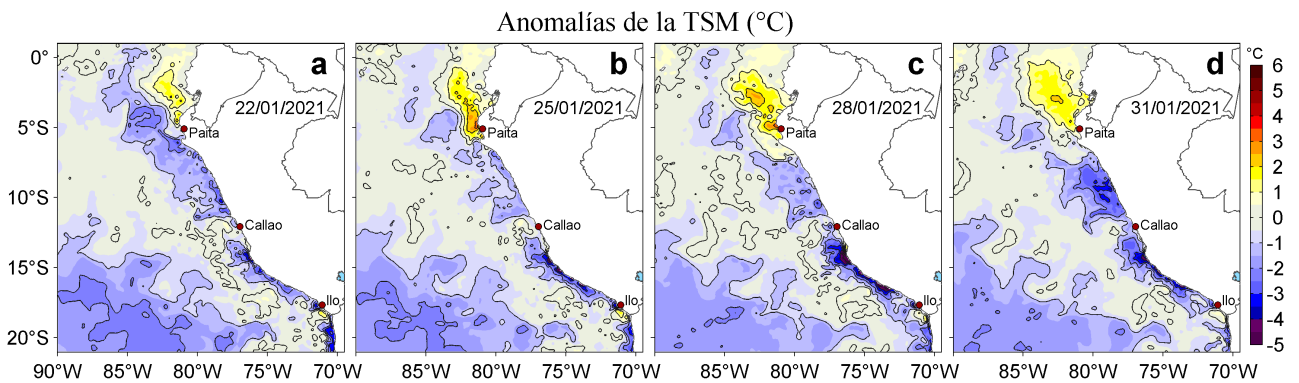 Anomalías de la TSM (°C)
a
22/01/2021
Paita
Callao
Ilo
b
25/01/2021
Paita
Callao
Ilo
c
28/01/2021
Paita
Callao
Ilo
d
31/01/2021
Paita
Callao
Ilo
0°
5°S
10°S
15°S
20°S
90°W 85°W 80°W 75°W 70°W
85°W 80°W 75°W 70°W
85°W 80°W 75°W 70°W
85°W 80°W 75°W 70°W
°C
6
5
4
3
2
1
0
-1
-2
-3
-4
-5